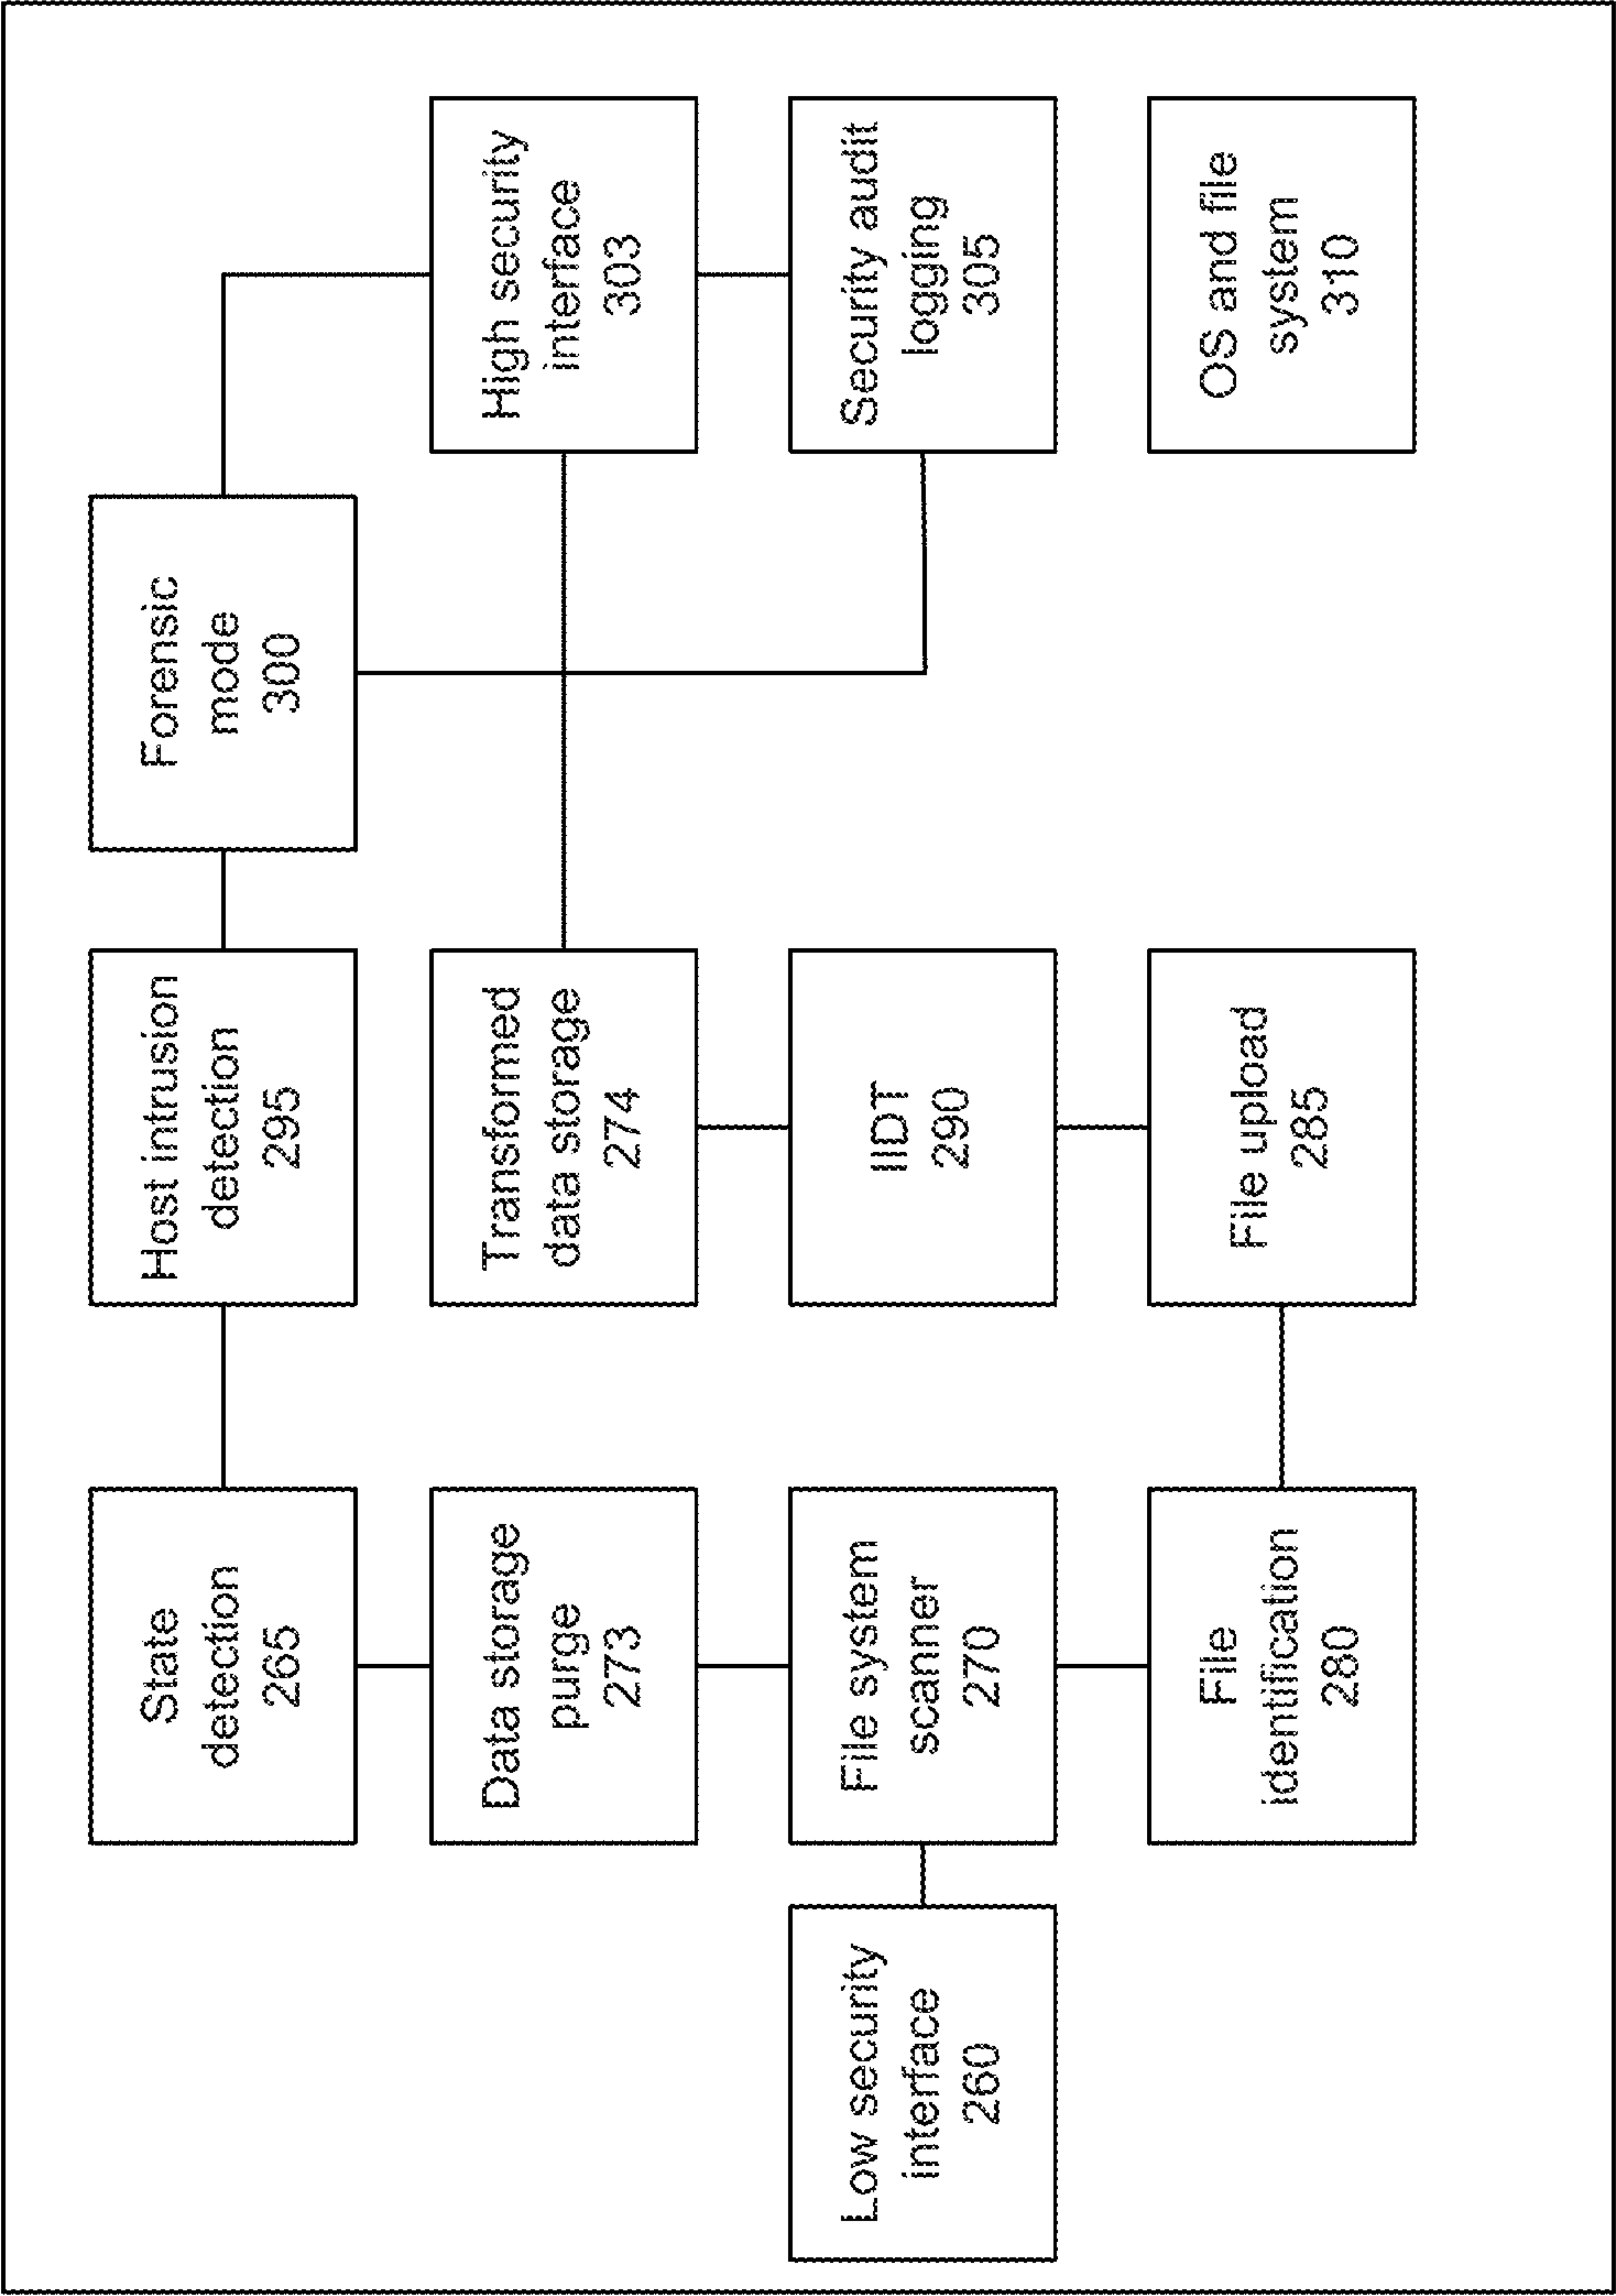 State
detection
265
Host intrusion
detection
295
Forensic
mode
300
Data storage
purge
273
Transformed
data storage
274
High security
interface
303
Low security
interface
260
File system
scanner
270
IIDT
290
Security audit
logging
305
File
identification
280
File upload
285
OS and file
system
310